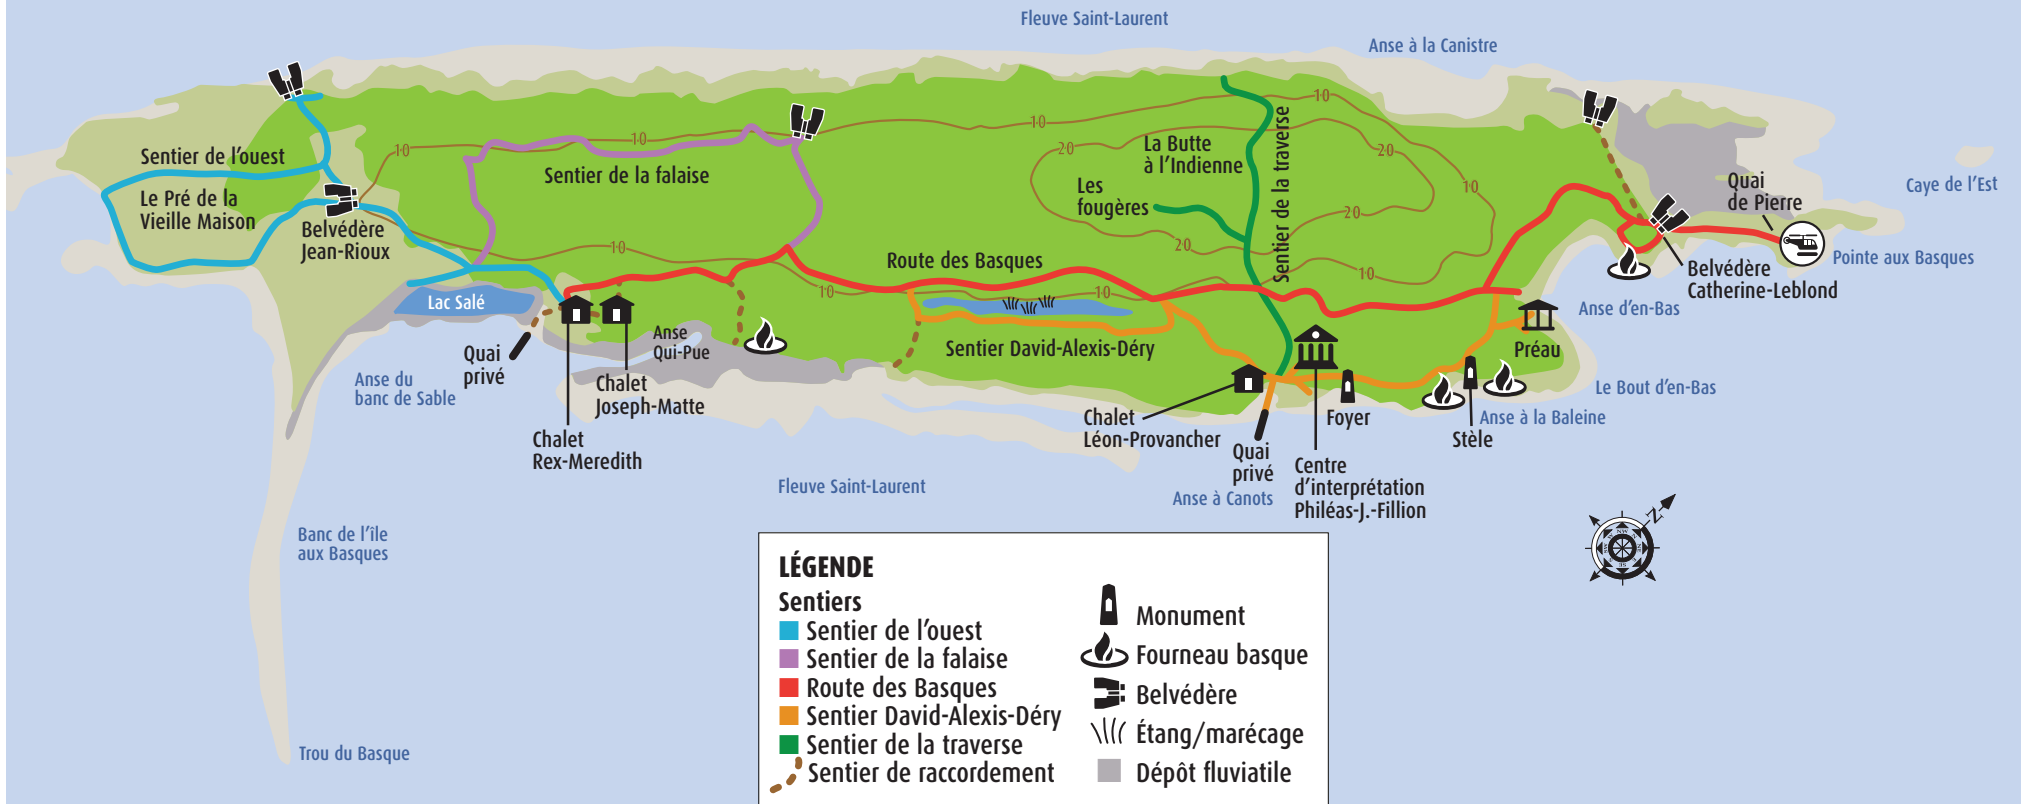 Fleuve Saint-Laurent
Anse à la Canistre
10
10
10
10
20
20
10
20
20
10
10
10
10
10
Sentier de l'ouest
Le Pré de la
Vieille Maison
Belvédère
Jean-Rioux
Sentier de la falaise
La Butte
à l'Indienne
Les
fougères
Sentier de la traverse
Quai
de Pierre
Caye de l'Est
Pointe aux Basques
Belvédère
Catherine-Leblond
Route des Basques
Lac Salé
Anse
Qui-Pue
Sentier David-Alexis-Déry
Anse d'en-Bas
Préau
Quai
privé
Anse du
banc de Sable
Chalet
Joseph-Matte
Chalet
Rex-Meredith
Chalet
Léon-Provancher
Quai
privé
Foyer
Le Bout d'en-Bas
Anse à la Baleine
Stèle
Centre
d'interprétation
Philéas-J.-Fillion
Fleuve Saint-Laurent
Anse à Canots
Banc de l'île
aux Basques
Trou du Basque
N
LÉGENDE
Sentiers
Sentier de l'ouest
Sentier de la falaise
Route des Basques
Sentier David-Alexis-Déry
Sentier de la traverse
Sentier de raccordement
Monument
Fourneau basque
Belvédère
Étang/marécage
Dépôt fluviatile